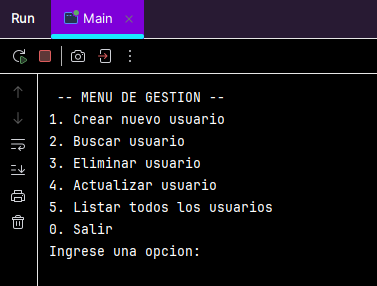 Run
Main
-- MENU DE GESTION --
1. Crear nuevo usuario
2. Buscar usuario
3. Eliminar usuario
4. Actualizar usuario
5. Listar todos los usuarios
0. Salir
Ingrese una opcion: